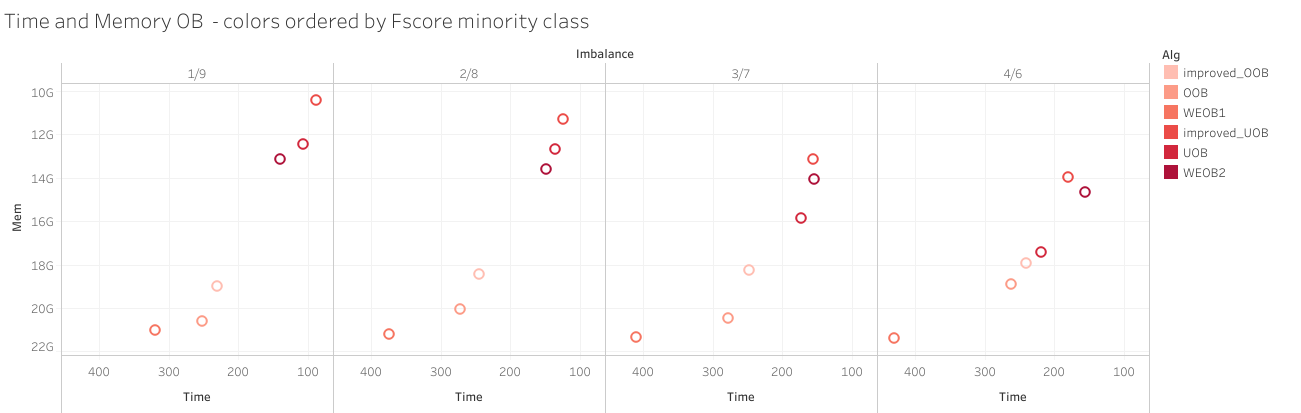 Time and Memory OB - colors ordered by Fscore minority class
Imbalance
1/9 2/8 3/7 4/6
Mem
10G
12G
14G
16G
18G
20G
22G
400 300 200 100 400 300 200 100 400 300 200 100 400 300 200 100
Time Time Time Time
Alg
improved_OOB
OOB
WEOB1
improved_UOB
UOB
WEOB2